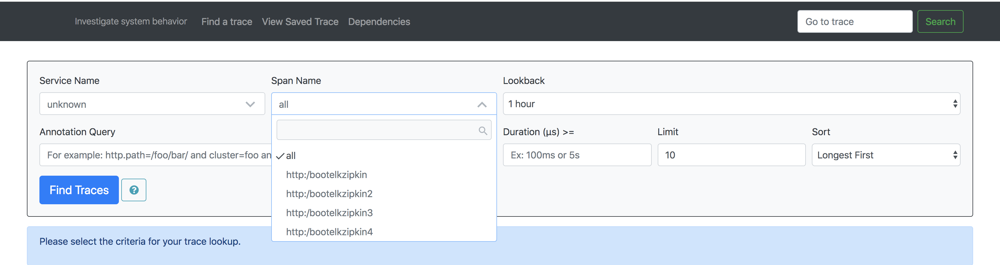 Investigate system behavior Find a trace View Saved Trace Dependencies Go to trace Search
Service Name Span Name Lookback
unknown all 1 hour
Annotation Query Duration (µs) >= Limit Sort
For example: http.path=/foo/bar/ and cluster=foo an Ex: 100ms or 5s 10 Longest First
all
http:/bootelkzipkin
http:/bootelkzipkin2
http:/bootelkzipkin3
http:/bootelkzipkin4
Find Traces ?
Please select the criteria for your trace lookup.